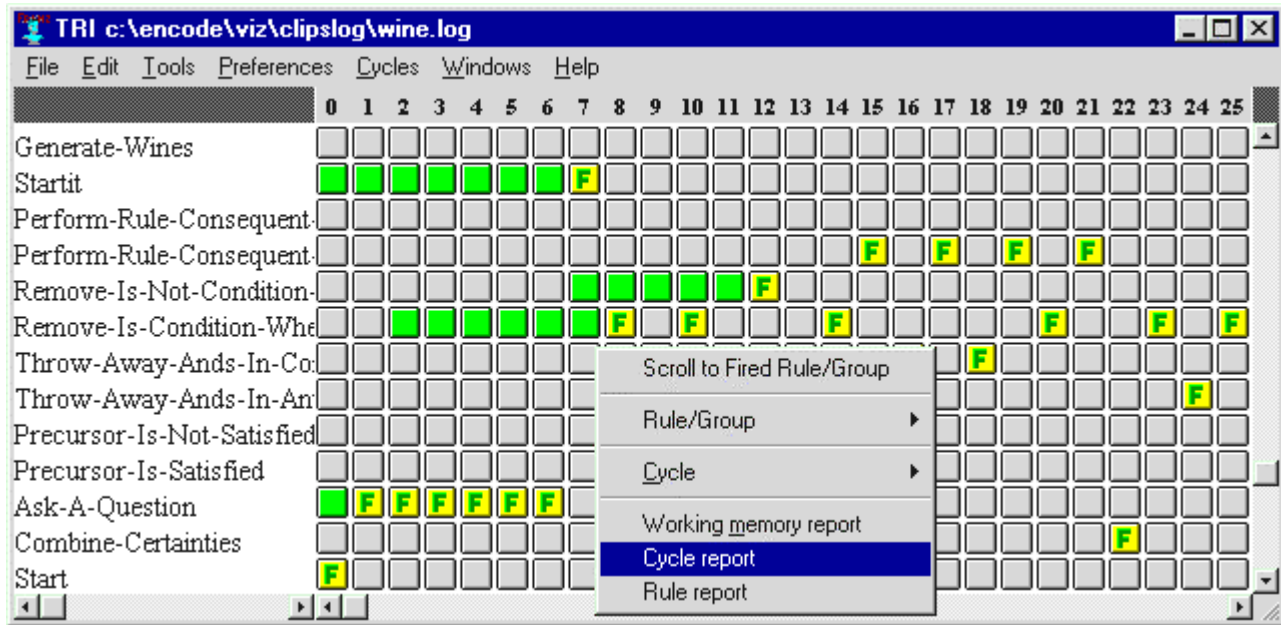 TRI c:\encode\viz\clipslog\wine.log
File Edit Tools Preferences Cycles Windows Help
0 1 2 3 4 5 6 7 8 9 10 11 12 13 14 15 16 17 18 19 20 21 22 23 24 25
Generate-Wines
Startit F
Perform-Rule-Consequent-
Perform-Rule-Consequent- F F F F
Remove-Is-Not-Condition- F
Remove-Is-Condition-Whe F F F F F F
Throw-Away-Ands-In-Co F
Throw-Away-Ands-In-An F
Precursor-Is-Not-Satisfied
Precursor-Is-Satisfied
Ask-A-Question F F F F F F
Combine-Certainties F
Start F
Scroll to Fired Rule/Group
Rule/Group
Cycle
Working memory report
Cycle report
Rule report